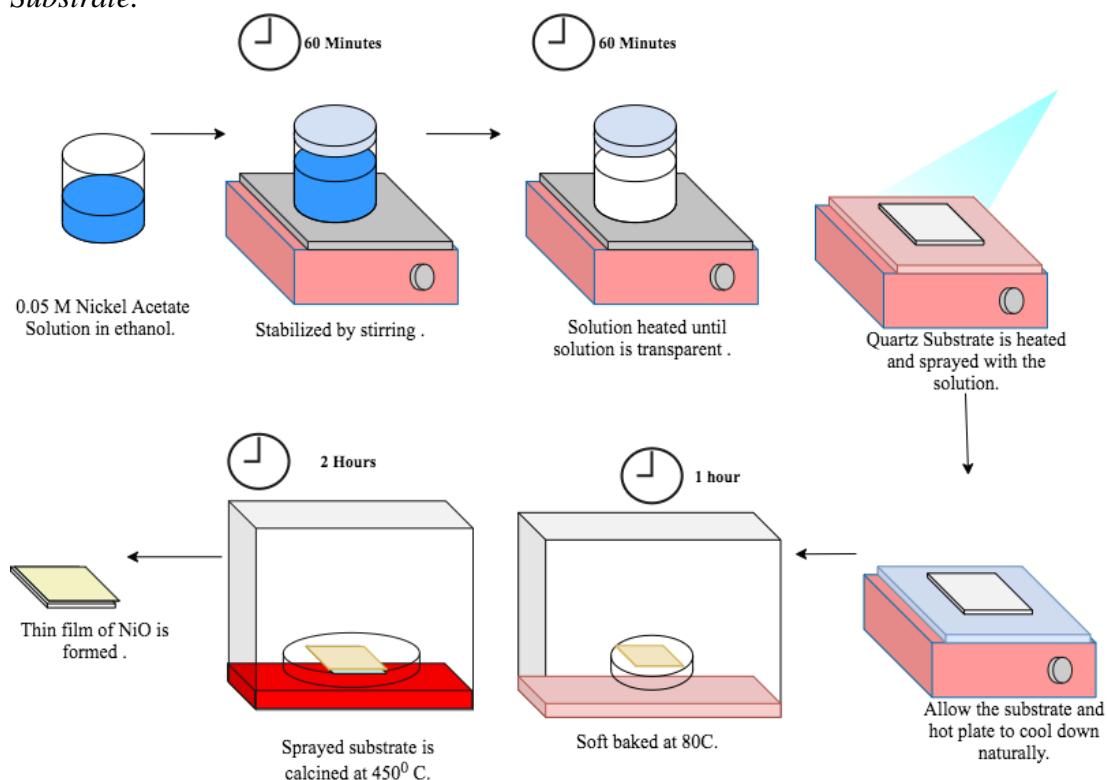 Substrate.
60 Minutes
60 Minutes
0.05 M Nickel Acetate
Solution in ethanol.
Stabilized by stirring .
Solution heated until
solution is transparent .
Quartz Substrate is heated
and sprayed with the
solution.
2 Hours
1 hour
Thin film of NiO is
formed .
Sprayed substrate is
calcined at 450⁰ C.
Soft baked at 80C.
Allow the substrate and
hot plate to cool down
naturally.